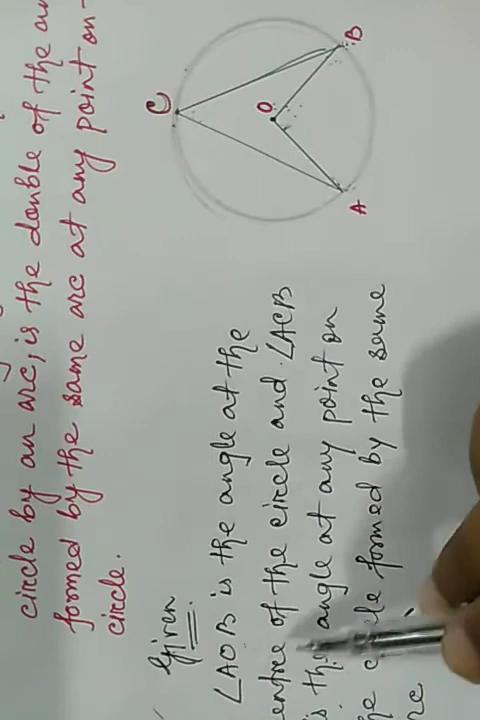 circle by an arc, is the double of the
formed by the same arc at any point on
circle.
C
O
B
A
Given
∠AOB is the angle at the
entre of the circle and ∠ACB
is the angle at any point on
formed by the same